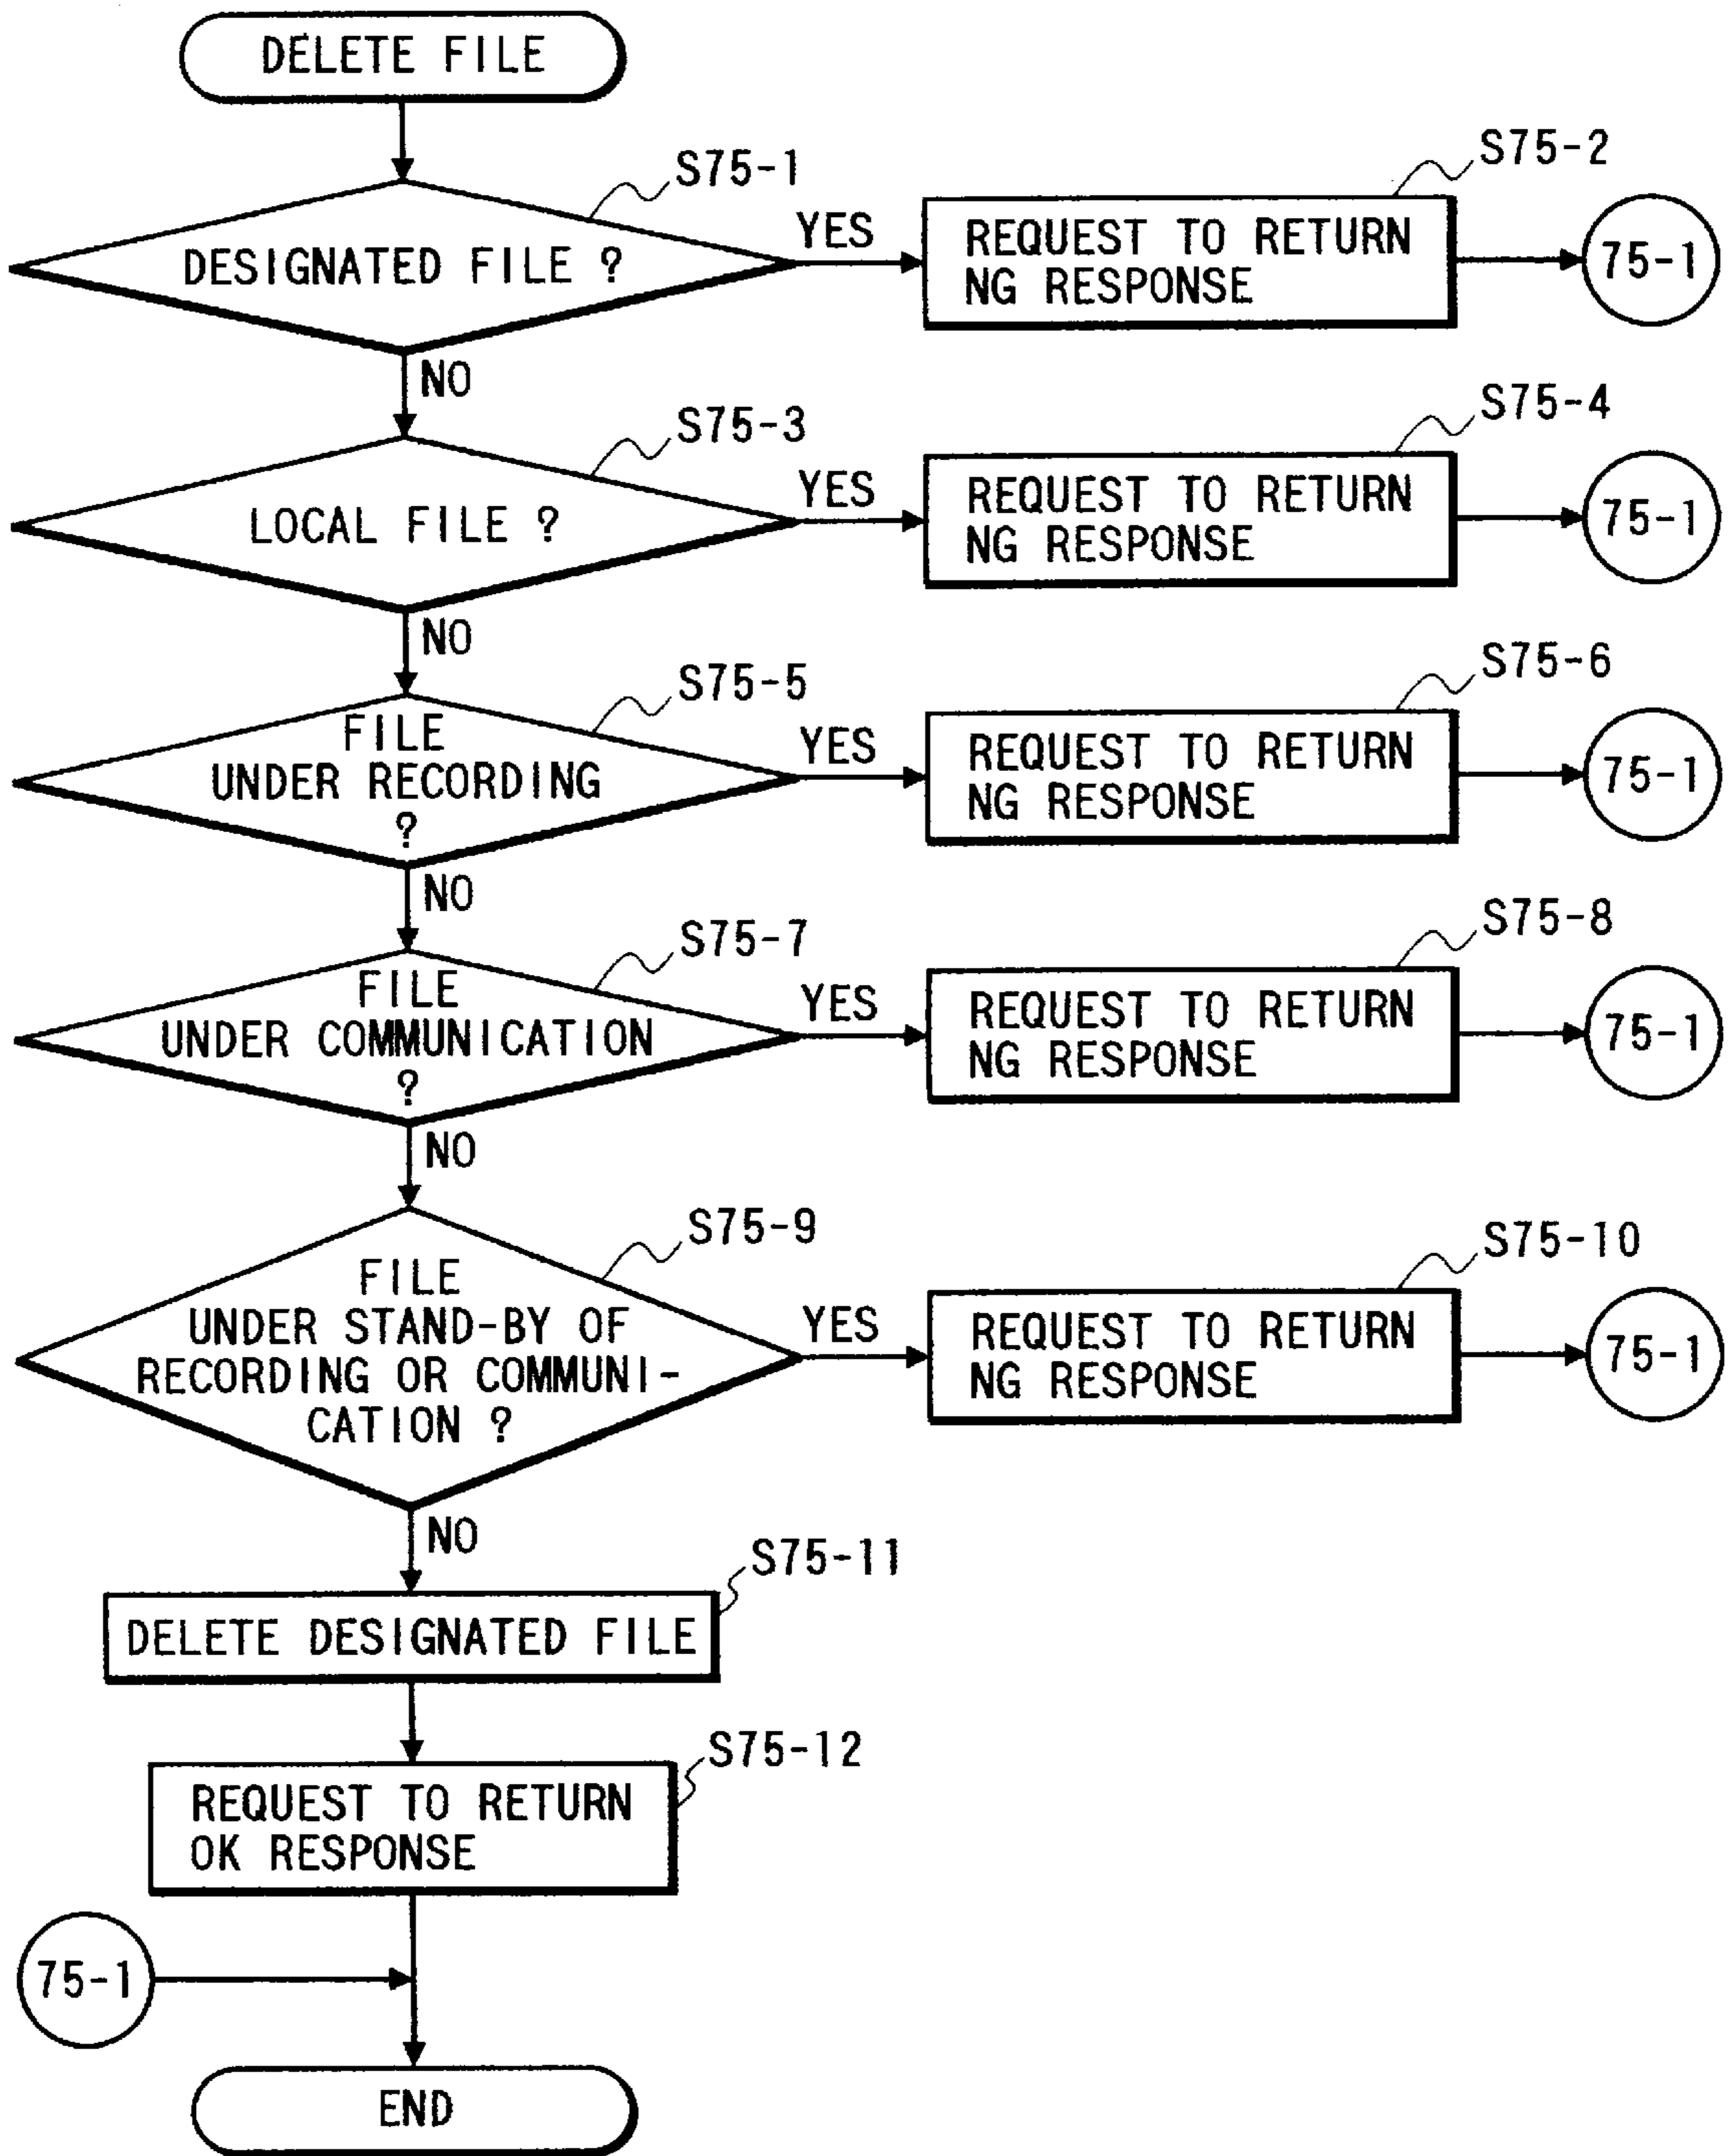 DELETE FILE
S75-1
DESIGNATED FILE ?
YES
S75-2
REQUEST TO RETURN
NG RESPONSE
75-1
NO
S75-3
LOCAL FILE ?
YES
S75-4
REQUEST TO RETURN
NG RESPONSE
75-1
NO
S75-5
FILE
UNDER RECORDING
?
YES
S75-6
REQUEST TO RETURN
NG RESPONSE
75-1
NO
S75-7
FILE
UNDER COMMUNICATION
?
YES
S75-8
REQUEST TO RETURN
NG RESPONSE
75-1
NO
S75-9
FILE
UNDER STAND-BY OF
RECORDING OR COMMUNI-
CATION ?
YES
S75-10
REQUEST TO RETURN
NG RESPONSE
75-1
NO
S75-11
DELETE DESIGNATED FILE
S75-12
REQUEST TO RETURN
OK RESPONSE
75-1
END